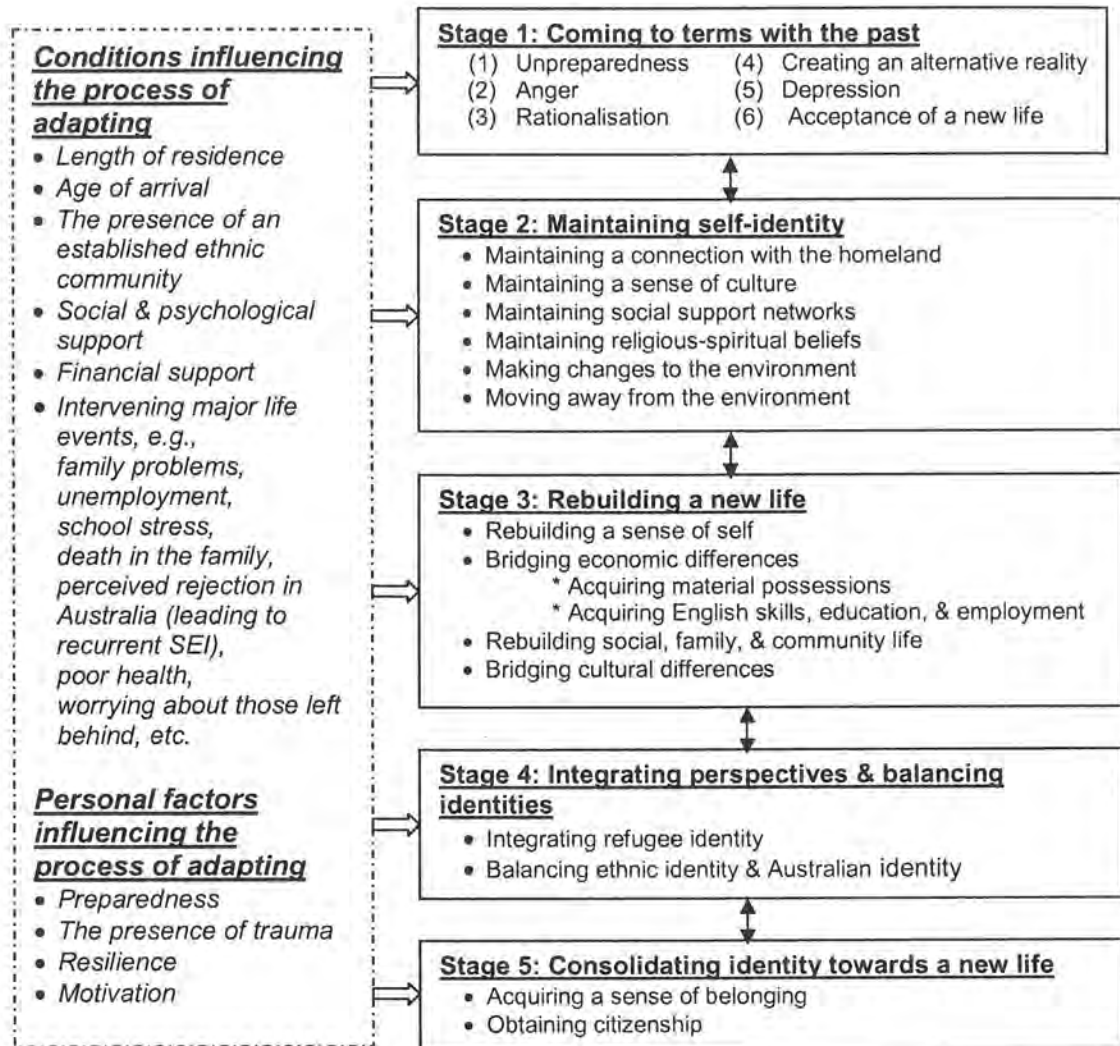 Conditions influencing
the process of
adapting
• Length of residence
• Age of arrival
• The presence of an
established ethnic
community
• Social & psychological
support
• Financial support
• Intervening major life
events, e.g.,
family problems,
unemployment,
school stress,
death in the family,
perceived rejection in
Australia (leading to
recurrent SEI),
poor health,
worrying about those left
behind, etc.
Personal factors
influencing the
process of adapting
• Preparedness
• The presence of trauma
• Resilience
• Motivation
Stage 1: Coming to terms with the past
(1) Unpreparedness (4) Creating an alternative reality
(2) Anger (5) Depression
(3) Rationalisation (6) Acceptance of a new life
Stage 2: Maintaining self-identity
• Maintaining a connection with the homeland
• Maintaining a sense of culture
• Maintaining social support networks
• Maintaining religious-spiritual beliefs
• Making changes to the environment
• Moving away from the environment
Stage 3: Rebuilding a new life
• Rebuilding a sense of self
• Bridging economic differences
* Acquiring material possessions
* Acquiring English skills, education, & employment
• Rebuilding social, family, & community life
• Bridging cultural differences
Stage 4: Integrating perspectives & balancing
identities
• Integrating refugee identity
• Balancing ethnic identity & Australian identity
Stage 5: Consolidating identity towards a new life
• Acquiring a sense of belonging
• Obtaining citizenship